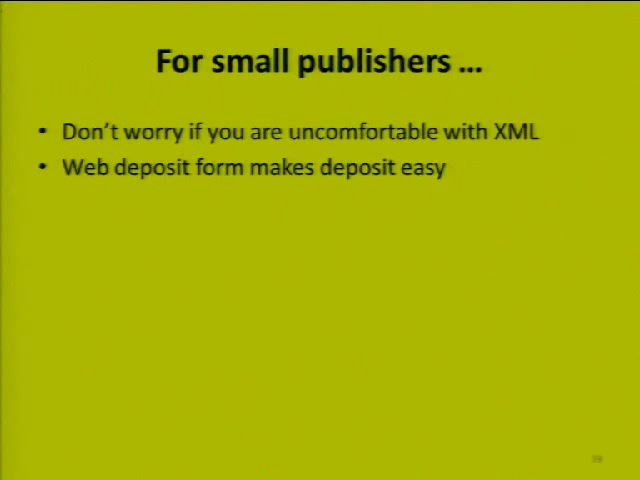 For small publishers ...
• Don't worry if you are uncomfortable with XML
• Web deposit form makes deposit easy